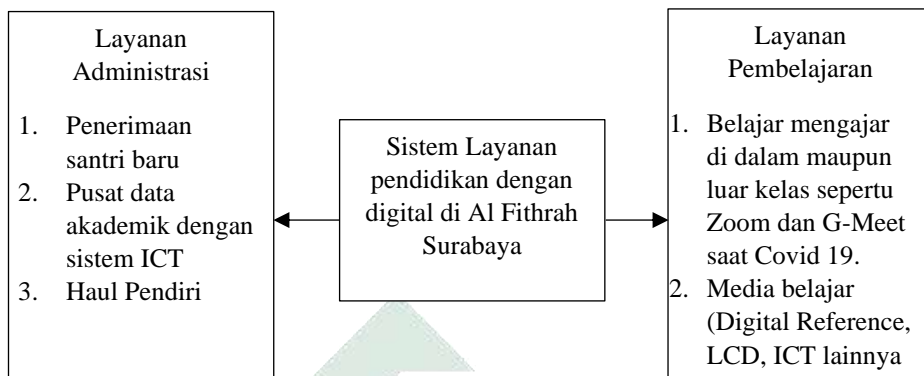 Layanan
Administrasi
1. Penerimaan
santri baru
2. Pusat data
akademik dengan
sistem ICT
3. Haul Pendiri
Sistem Layanan
pendidikan dengan
digital di Al Fithrah
Surabaya
Layanan
Pembelajaran
1. Belajar mengajar
di dalam maupun
luar kelas sepertu
Zoom dan G-Meet
saat Covid 19.
2. Media belajar
(Digital Reference,
LCD, ICT lainnya